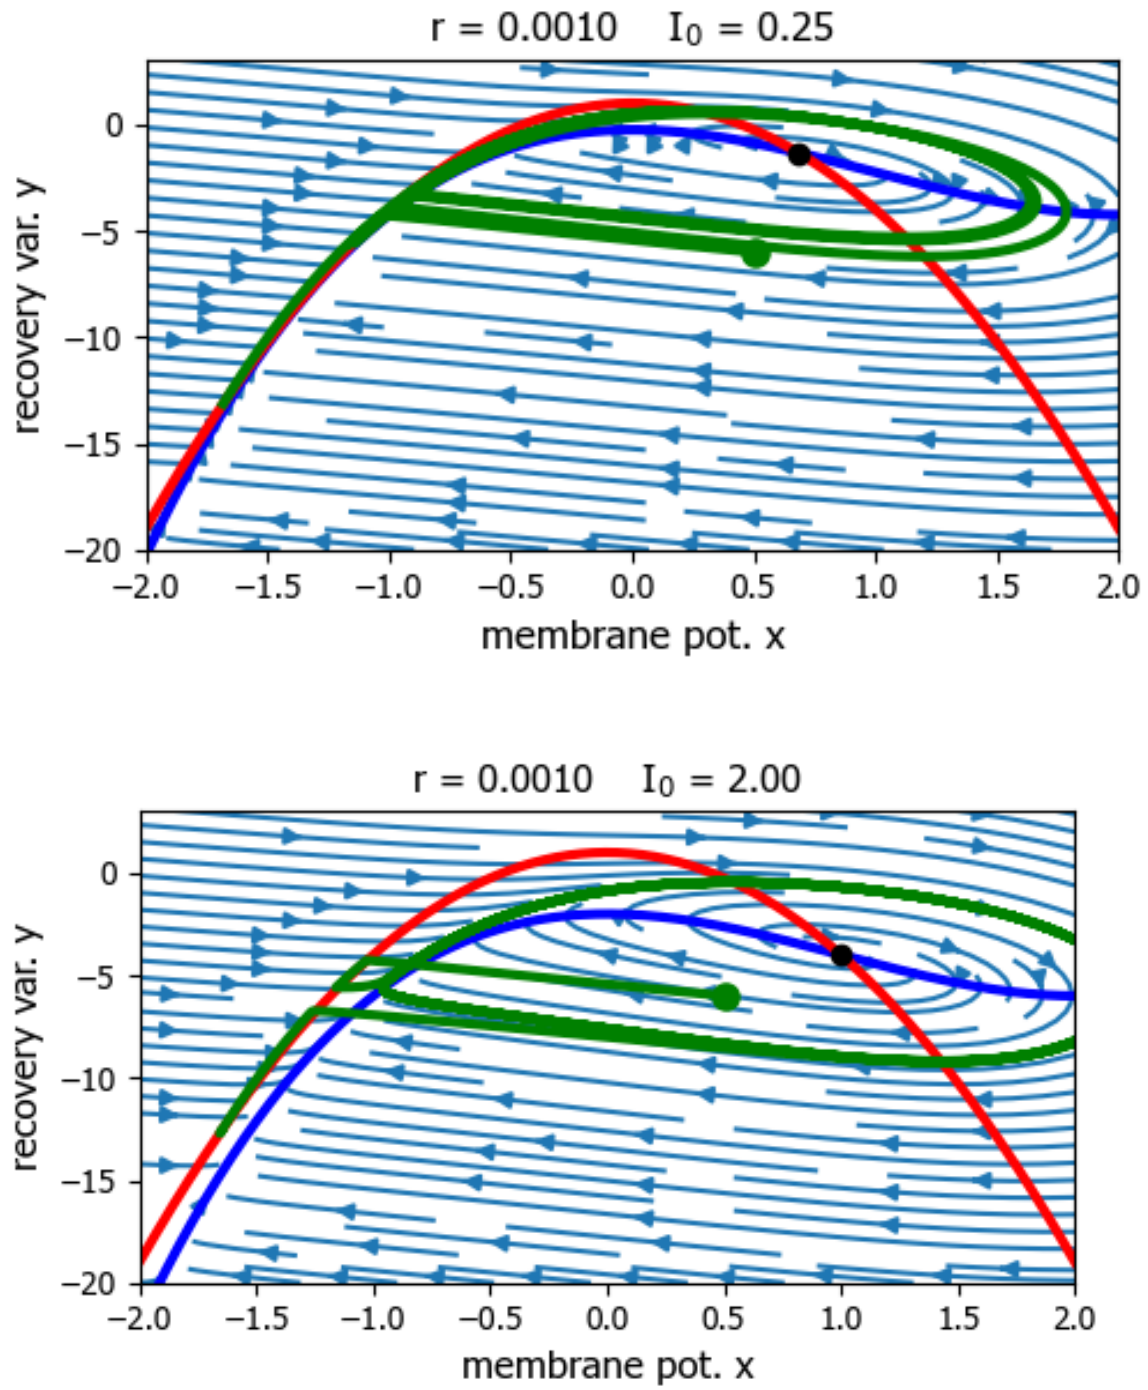 r = 0.0010    I₀ = 0.25
recovery var. y
0
−5
−10
−15
−20
−2.0 −1.5 −1.0 −0.5 0.0 0.5 1.0 1.5 2.0
membrane pot. x
r = 0.0010    I₀ = 2.00
recovery var. y
0
−5
−10
−15
−20
−2.0 −1.5 −1.0 −0.5 0.0 0.5 1.0 1.5 2.0
membrane pot. x